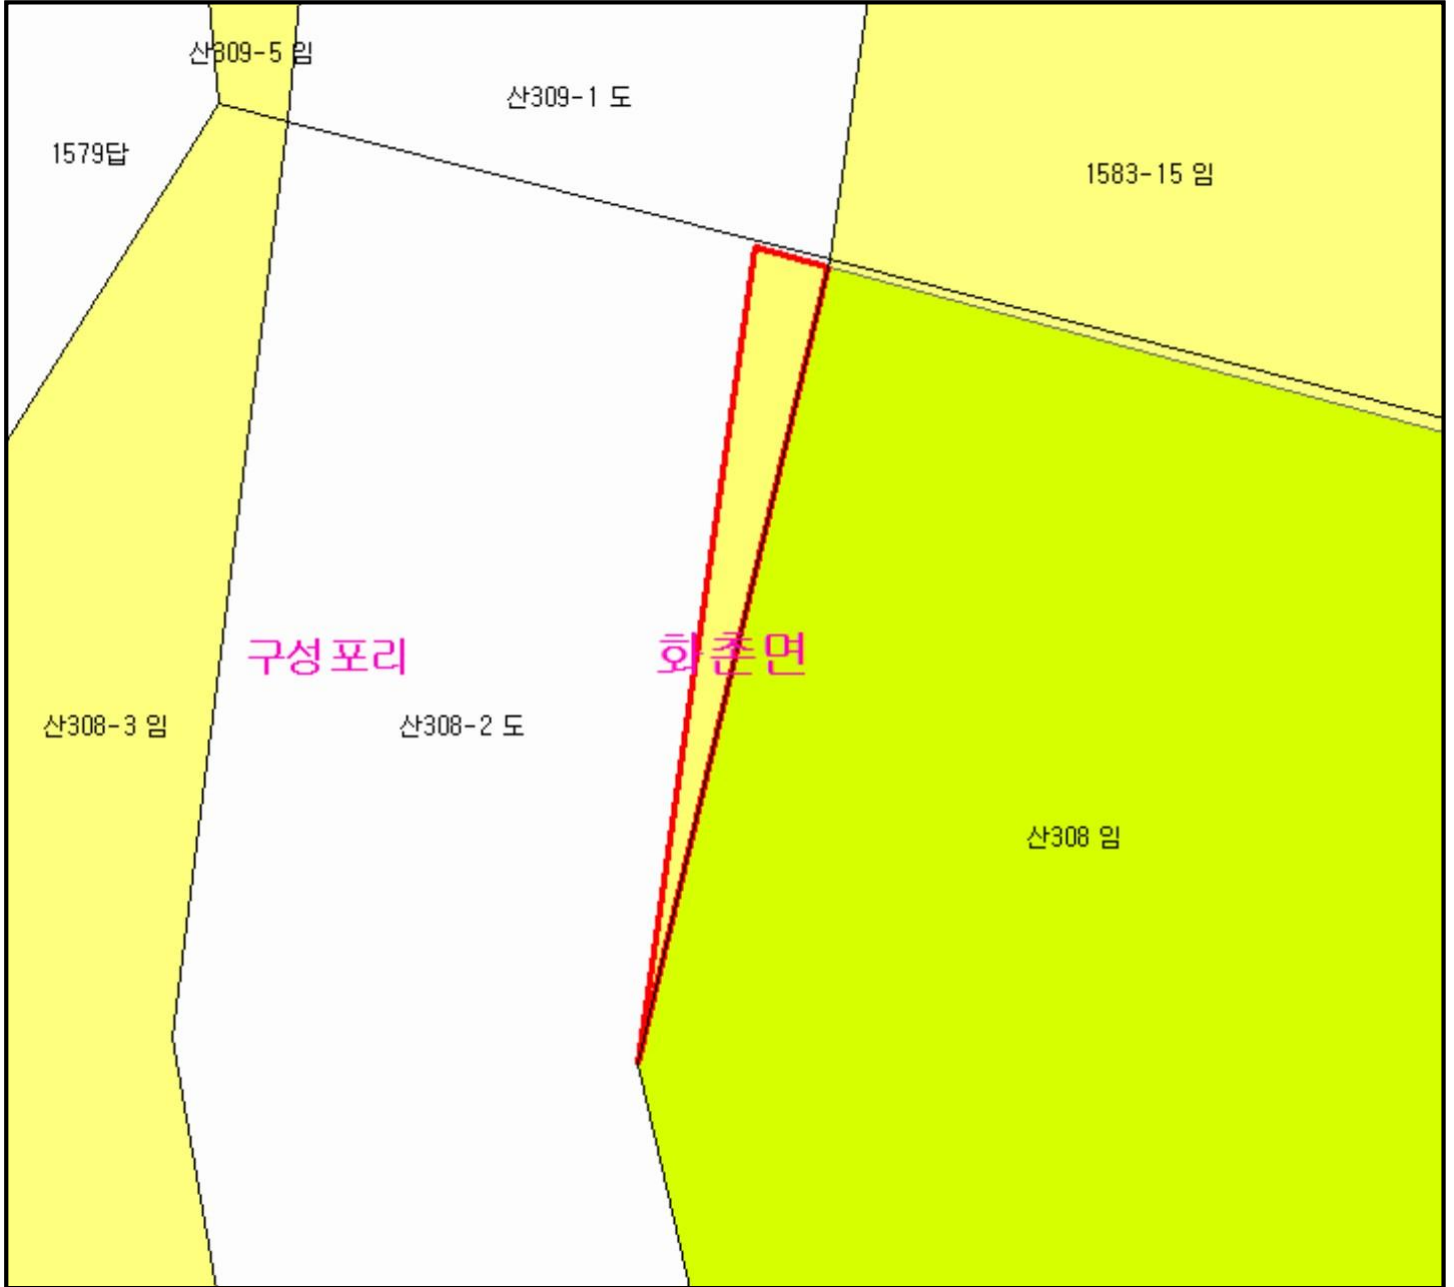 산309-5 임
산309-1 도
1579답
1583-15 임
구성포리
화촌면
산308-3 임
산308-2 도
산308 임